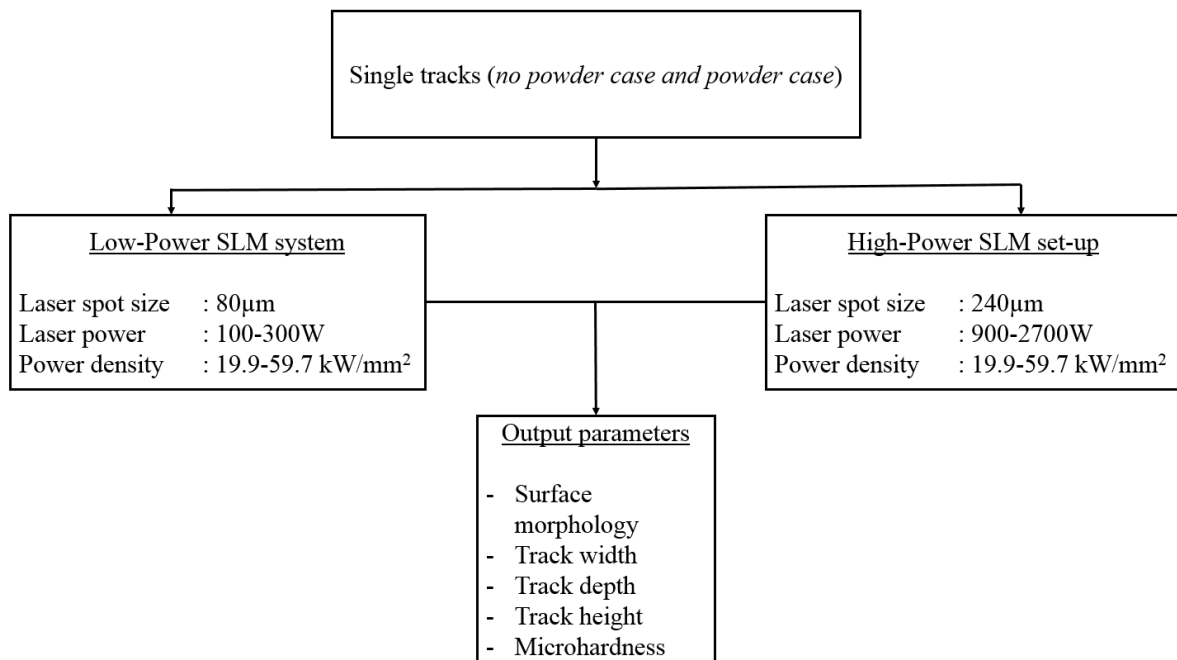 Single tracks (no powder case and powder case)
Low-Power SLM system
Laser spot size : 80µm
Laser power : 100-300W
Power density : 19.9-59.7 kW/mm²
High-Power SLM set-up
Laser spot size : 240µm
Laser power : 900-2700W
Power density : 19.9-59.7 kW/mm²
Output parameters
- Surface
morphology
- Track width
- Track depth
- Track height
- Microhardness